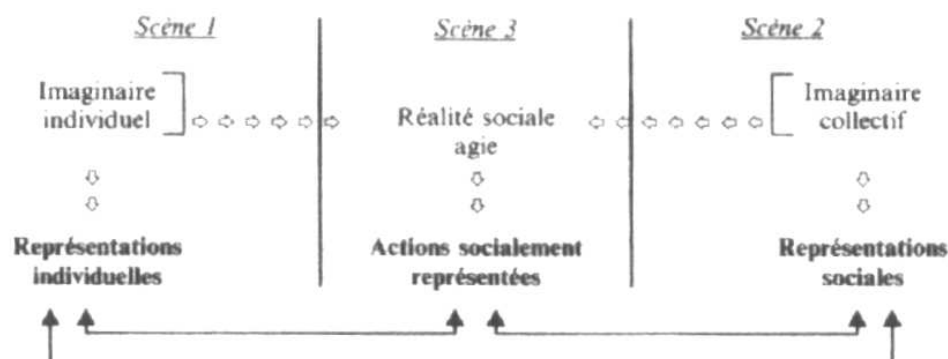 Scène 1
Scène 3
Scène 2
Imaginaire
individuel
Réalité sociale
agie
Imaginaire
collectif
Représentations
individuelles
Actions socialement
représentées
Représentations
sociales